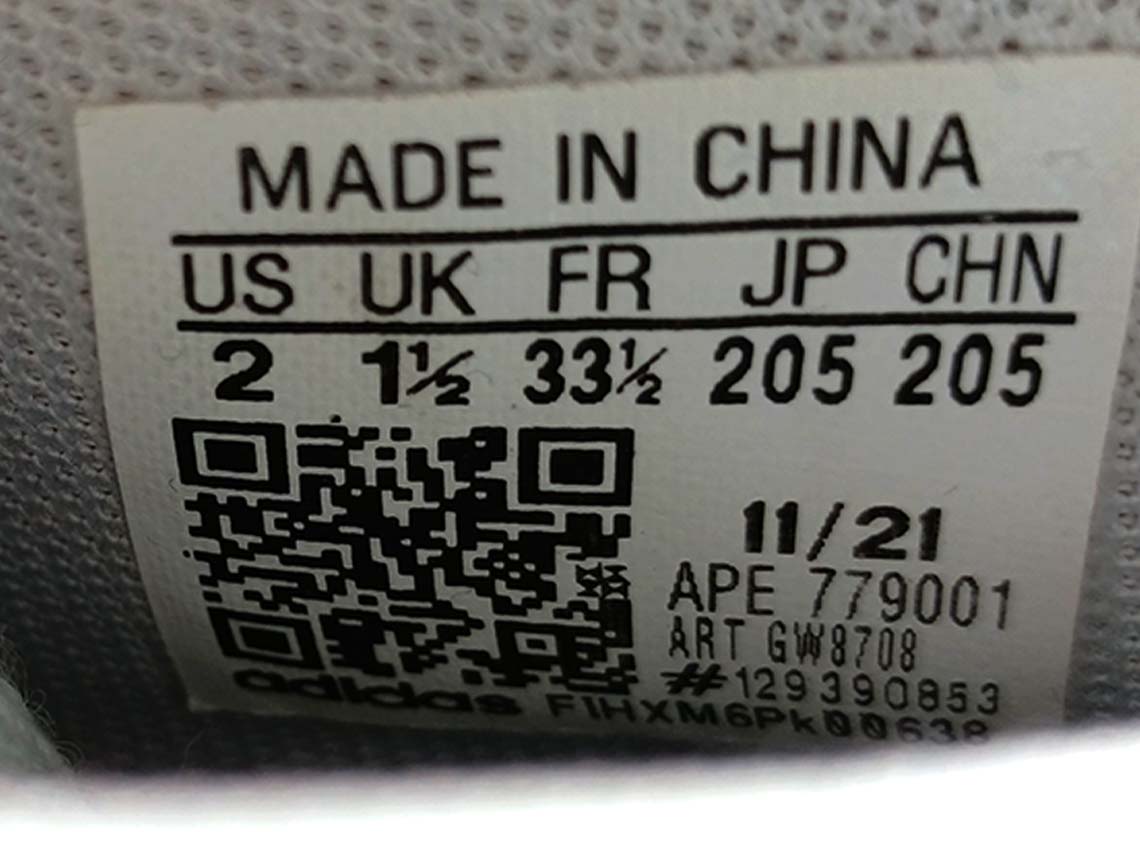 MADE IN CHINA
US UK FR JP CHN
2 1½ 33½ 205 205
11/21
APE 779001
ART GW8708
#129390853
adidas F1HXM6Pk00638